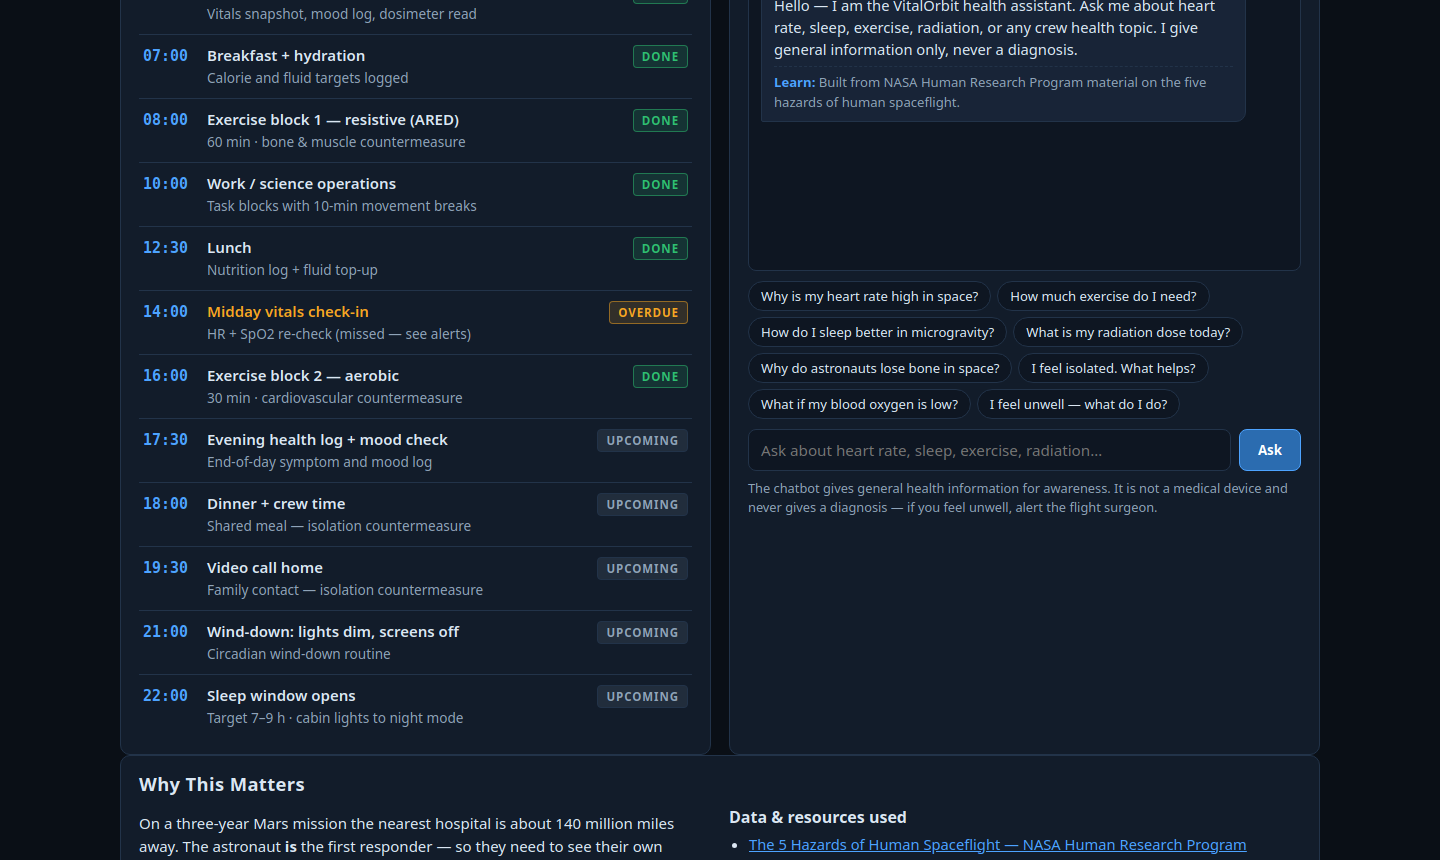 Vitals snapshot, mood log, dosimeter read
07:00 Breakfast + hydration DONE
Calorie and fluid targets logged
08:00 Exercise block 1 — resistive (ARED) DONE
60 min · bone & muscle countermeasure
10:00 Work / science operations DONE
Task blocks with 10-min movement breaks
12:30 Lunch DONE
Nutrition log + fluid top-up
14:00 Midday vitals check-in OVERDUE
HR + SpO2 re-check (missed — see alerts)
16:00 Exercise block 2 — aerobic DONE
30 min · cardiovascular countermeasure
17:30 Evening health log + mood check UPCOMING
End-of-day symptom and mood log
18:00 Dinner + crew time UPCOMING
Shared meal — isolation countermeasure
19:30 Video call home UPCOMING
Family contact — isolation countermeasure
21:00 Wind-down: lights dim, screens off UPCOMING
Circadian wind-down routine
22:00 Sleep window opens UPCOMING
Target 7–9 h · cabin lights to night mode
Hello — I am the VitalOrbit health assistant. Ask me about heart
rate, sleep, exercise, radiation, or any crew health topic. I give
general information only, never a diagnosis.
Learn: Built from NASA Human Research Program material on the five
hazards of human spaceflight.
Why is my heart rate high in space? How much exercise do I need?
How do I sleep better in microgravity? What is my radiation dose today?
Why do astronauts lose bone in space? I feel isolated. What helps?
What if my blood oxygen is low? I feel unwell — what do I do?
Ask about heart rate, sleep, exercise, radiation... Ask
The chatbot gives general health information for awareness. It is not a medical device and
never gives a diagnosis — if you feel unwell, alert the flight surgeon.
Why This Matters
On a three-year Mars mission the nearest hospital is about 140 million miles
away. The astronaut is the first responder — so they need to see their own
Data & resources used
The 5 Hazards of Human Spaceflight — NASA Human Research Program